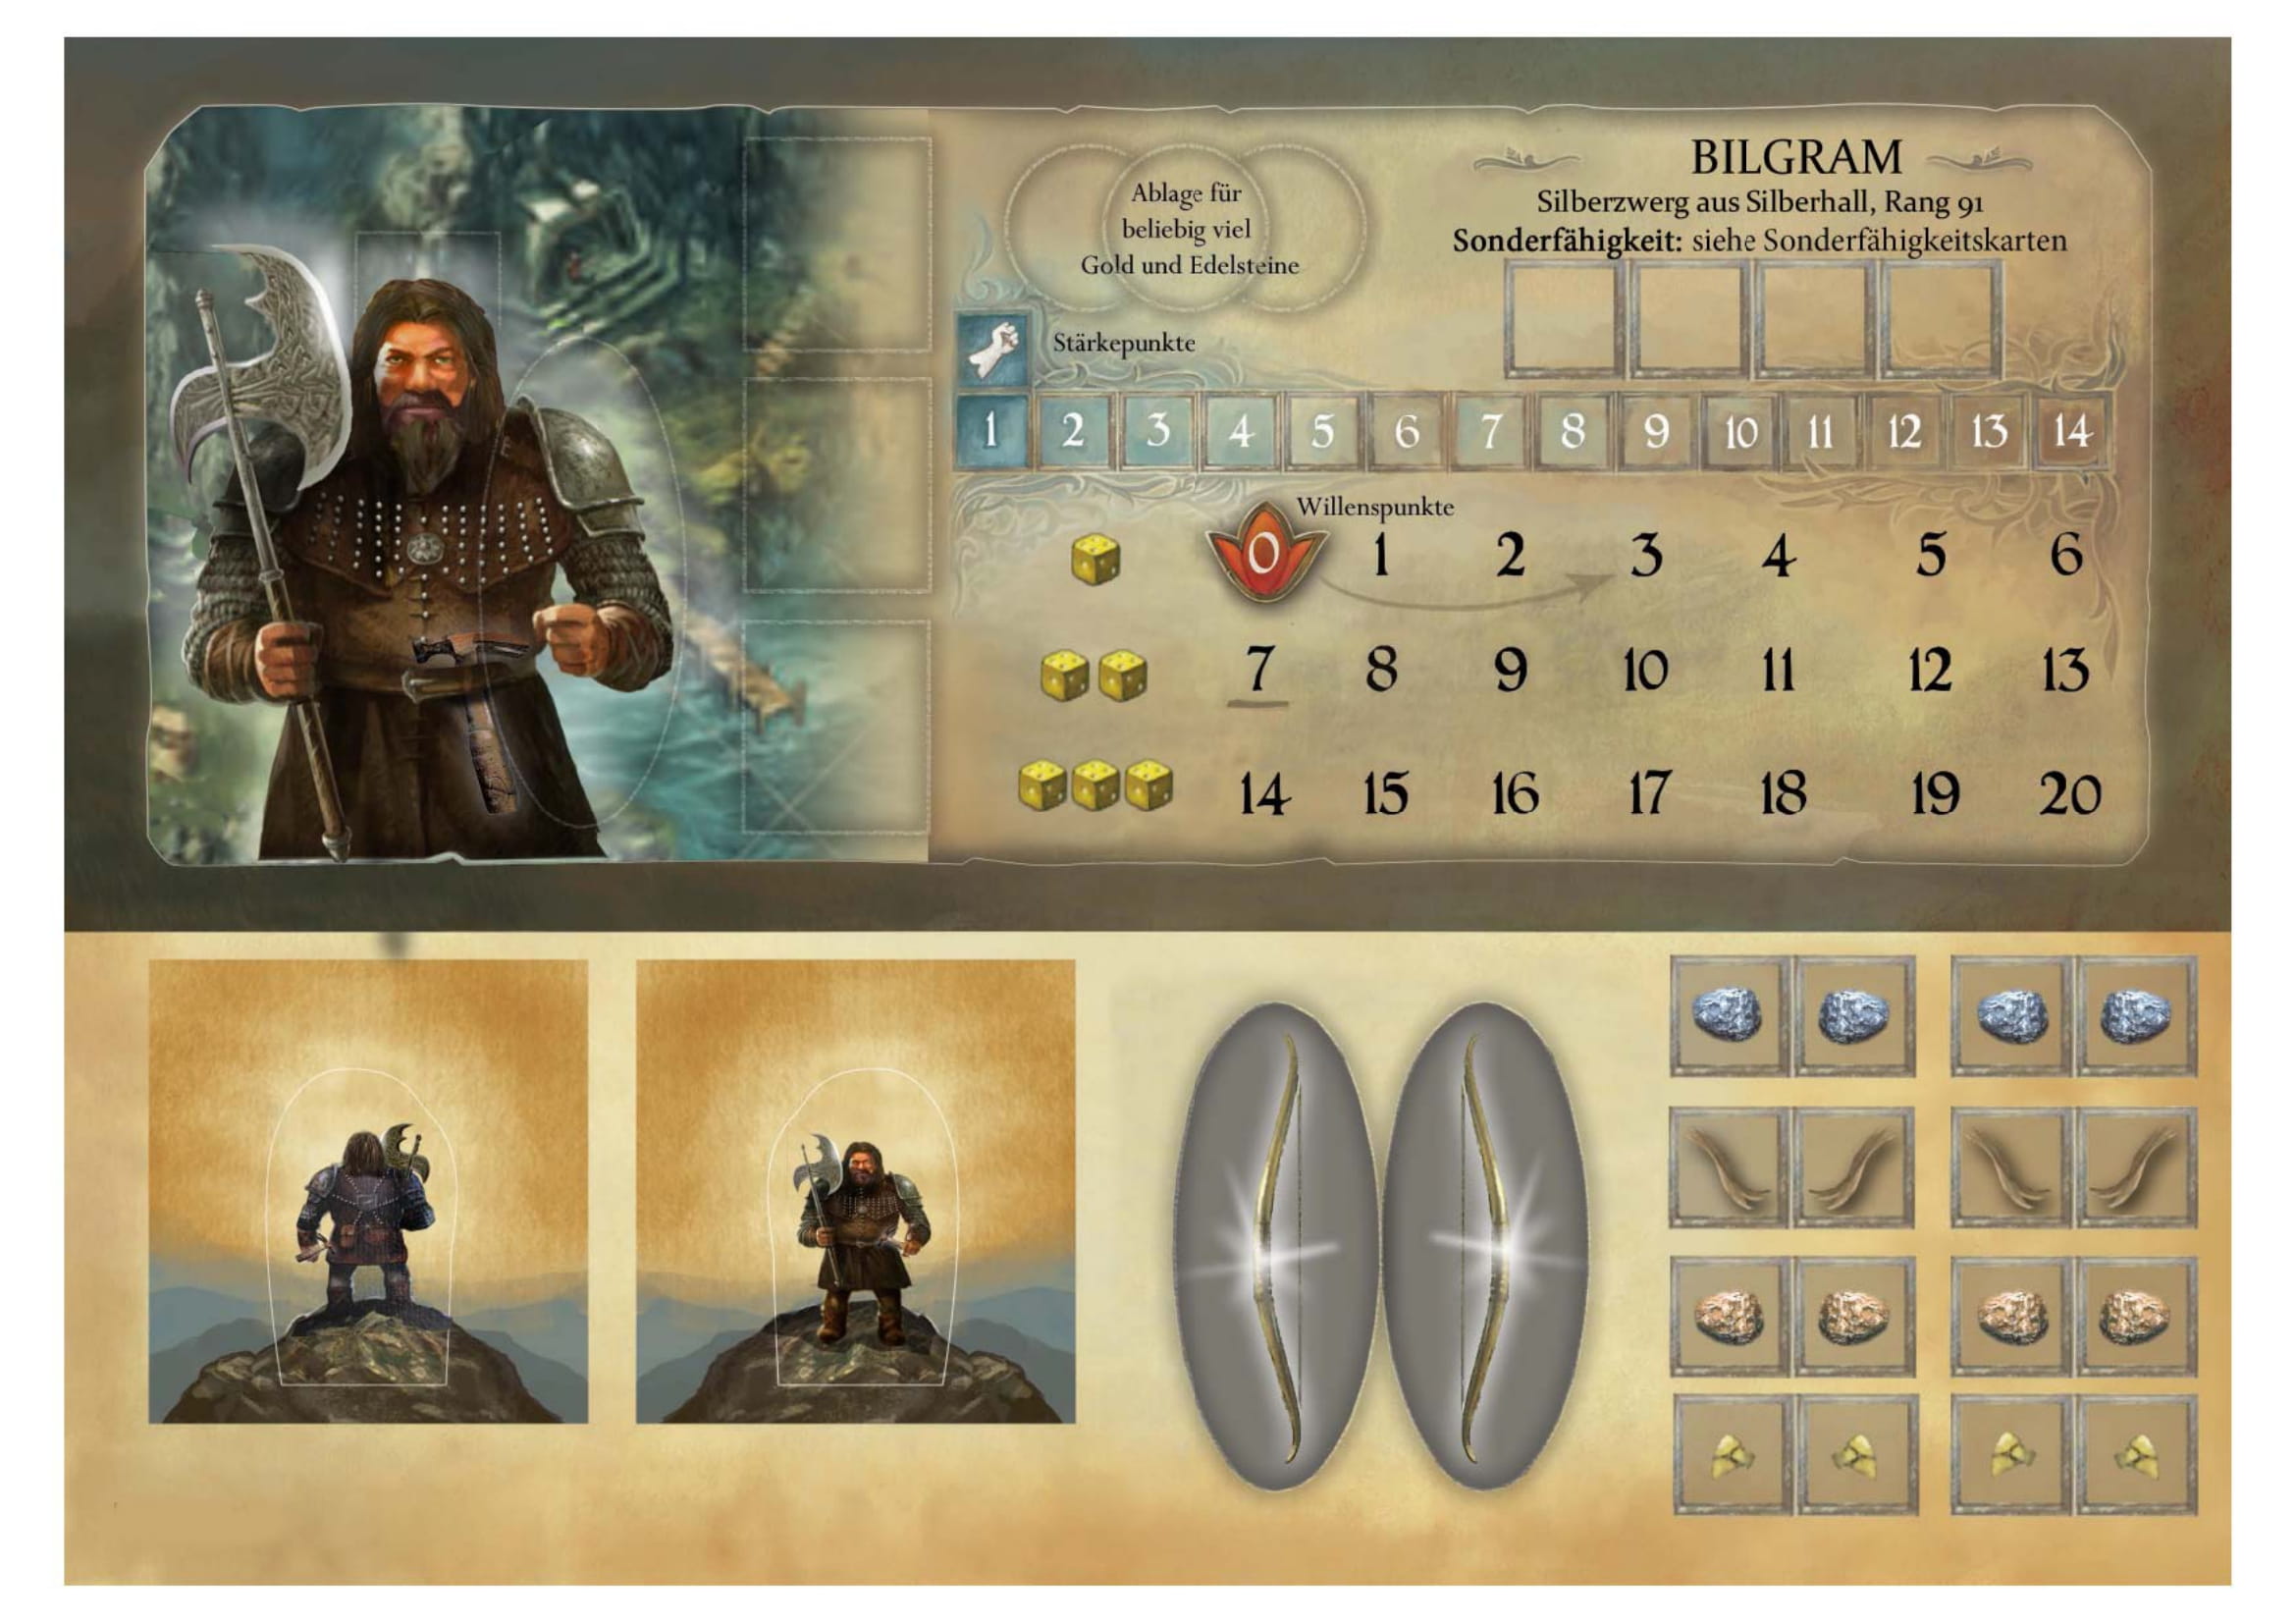 BILGRAM
Silberzwerg aus Silberhall, Rang 91
Sonderfähigkeit: siehe Sonderfähigkeitskarten
Ablage für
beliebig viel
Gold und Edelsteine
Stärkepunkte
1 2 3 4 5 6 7 8 9 10 11 12 13 14
Willenspunkte
0 1 2 3 4 5 6
7 8 9 10 11 12 13
14 15 16 17 18 19 20